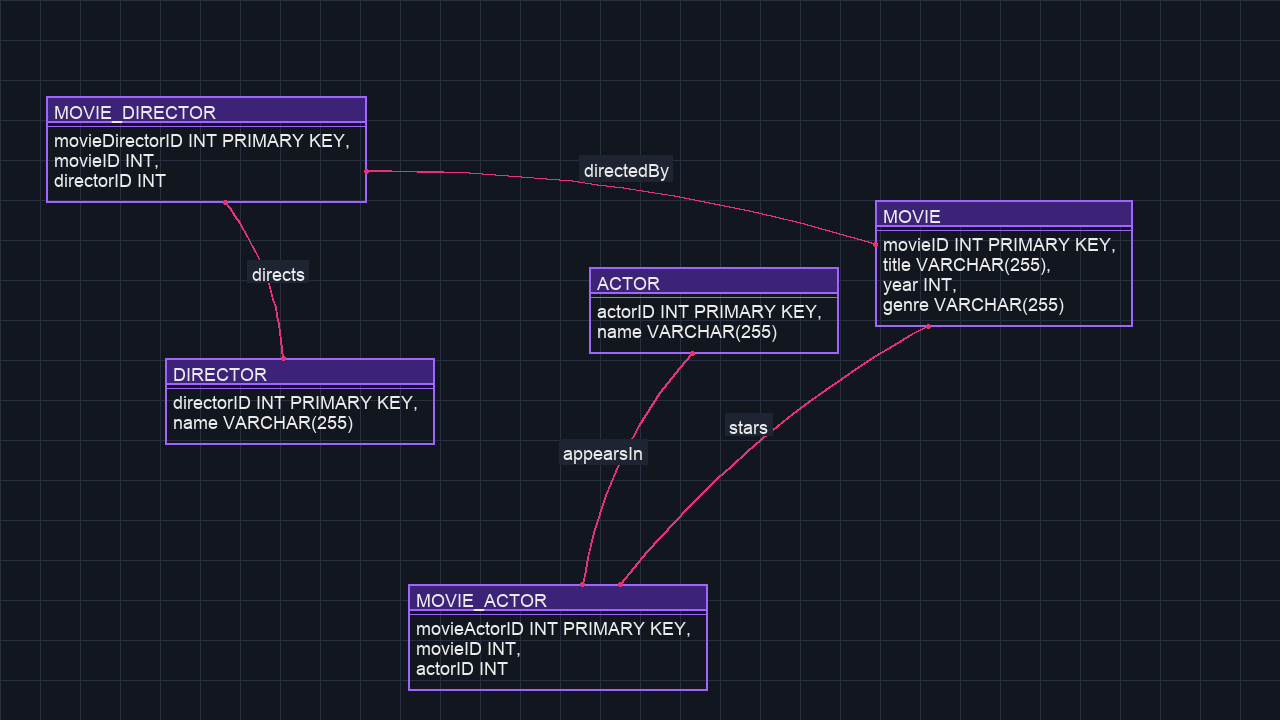 MOVIE_DIRECTOR
movieDirectorID INT PRIMARY KEY,
movieID INT,
directorID INT
directedBy
MOVIE
movieID INT PRIMARY KEY,
title VARCHAR(255),
year INT,
genre VARCHAR(255)
directs
ACTOR
actorID INT PRIMARY KEY,
name VARCHAR(255)
DIRECTOR
directorID INT PRIMARY KEY,
name VARCHAR(255)
stars
appearsIn
MOVIE_ACTOR
movieActorID INT PRIMARY KEY,
movieID INT,
actorID INT